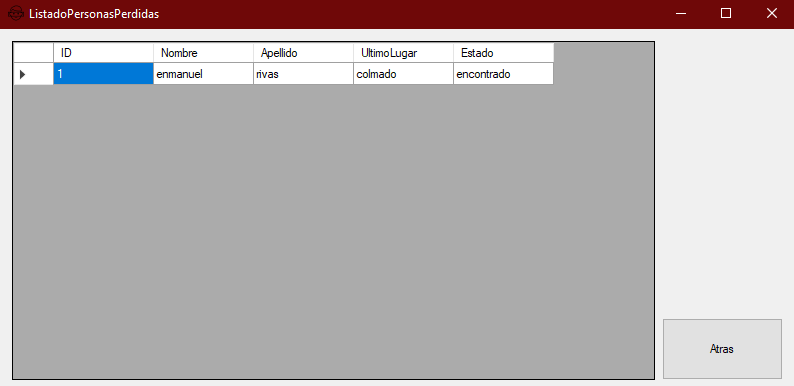 ListadoPersonasPerdidas
ID Nombre Apellido UltimoLugar Estado
1 enmanuel rivas colmado encontrado
Atras